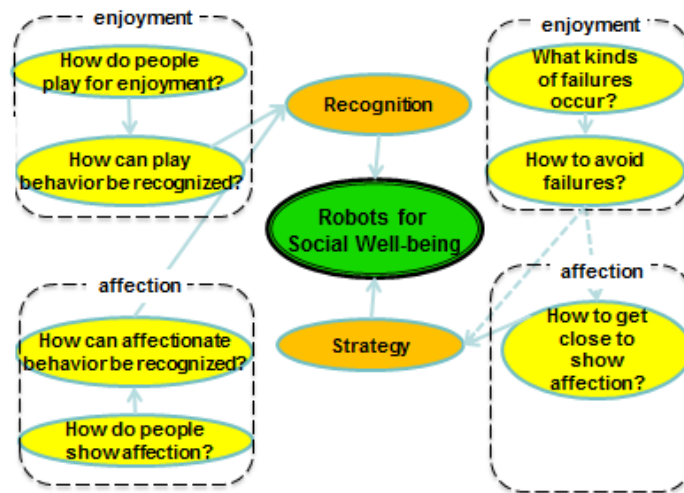 enjoyment
How do people
play for enjoyment?
How can play
behavior be recognized?
Recognition
enjoyment
What kinds
of failures
occur?
How to avoid
failures?
Robots for
Social Well-being
affection
How can affectionate
behavior be recognized?
How do people
show affection?
Strategy
affection
How to get
close to
show
affection?